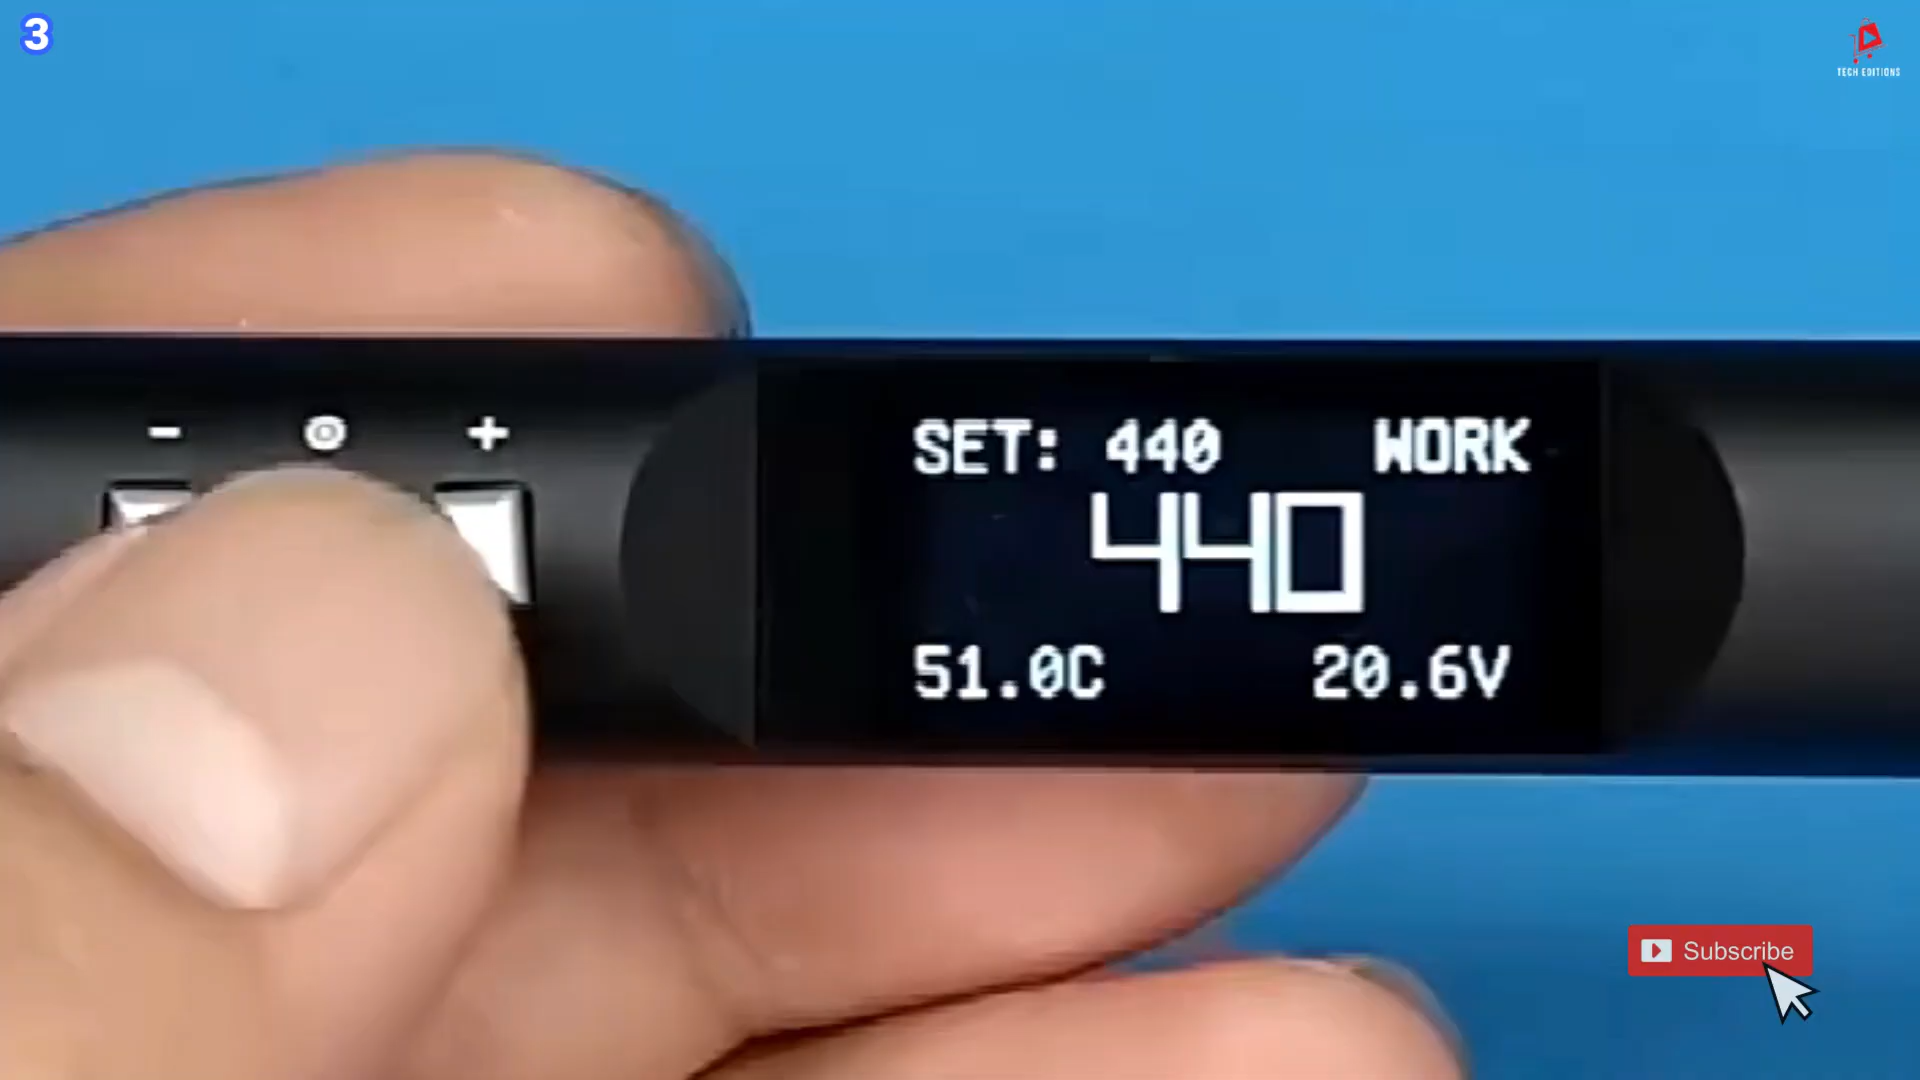 3
TECH EDITIONS
- +
SET: 440 WORK
440
51.0C 20.6V
Subscribe